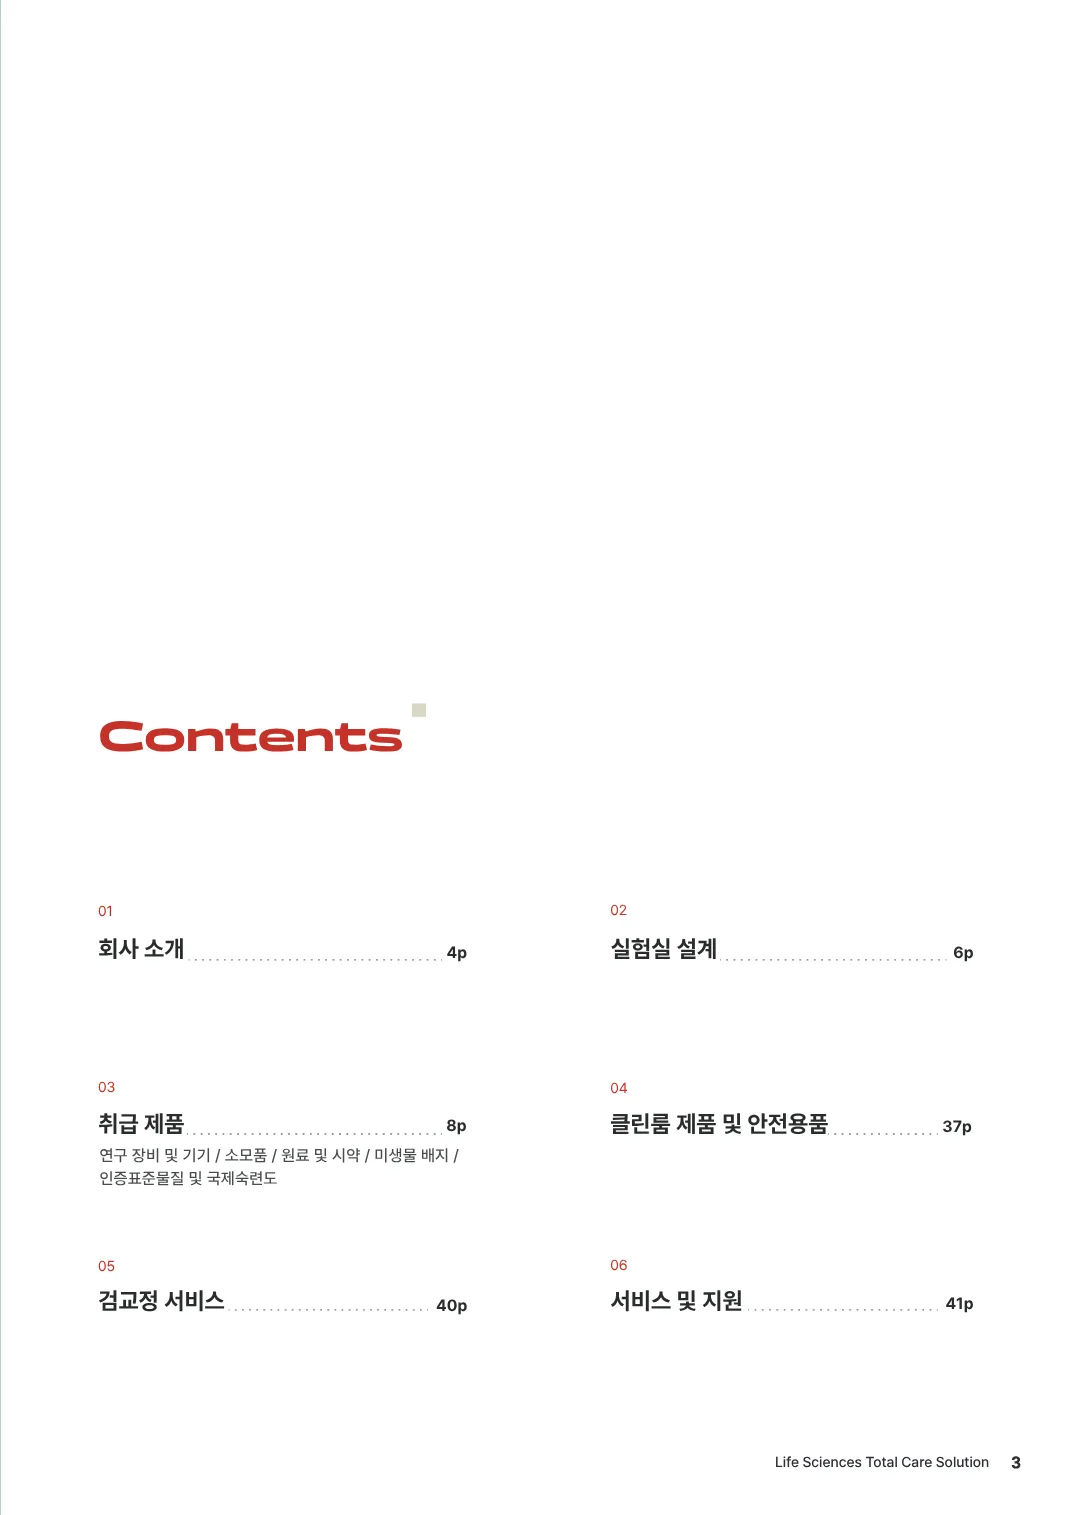 Contents
01
회사 소개 4p
02
실험실 설계 6p
03
취급 제품 8p
연구 장비 및 기기 / 소모품 / 원료 및 시약 / 미생물 배지 /
인증표준물질 및 국제숙련도
04
클린룸 제품 및 안전용품 37p
05
검교정 서비스 40p
06
서비스 및 지원 41p
Life Sciences Total Care Solution 3